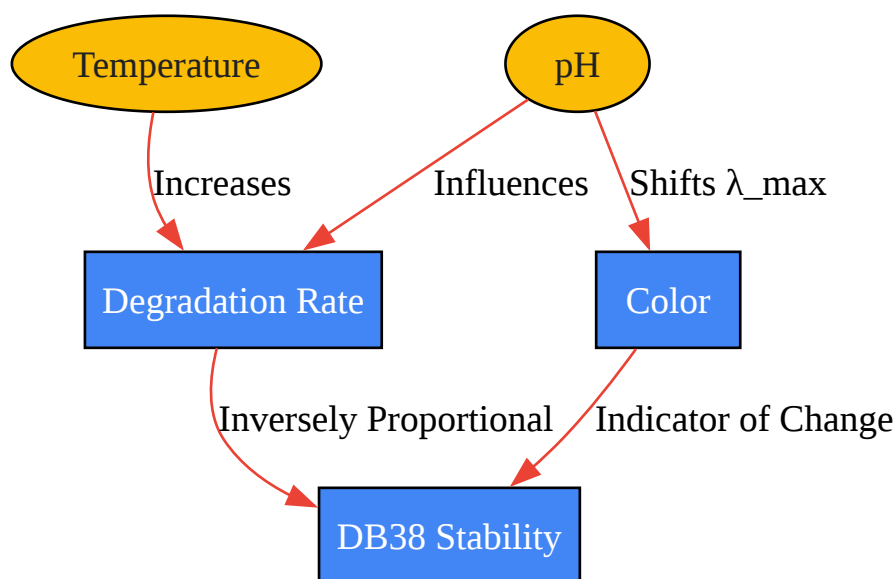 Temperature
pH
Increases
Influences
Shifts λ_max
Degradation Rate
Color
Inversely Proportional
Indicator of Change
DB38 Stability